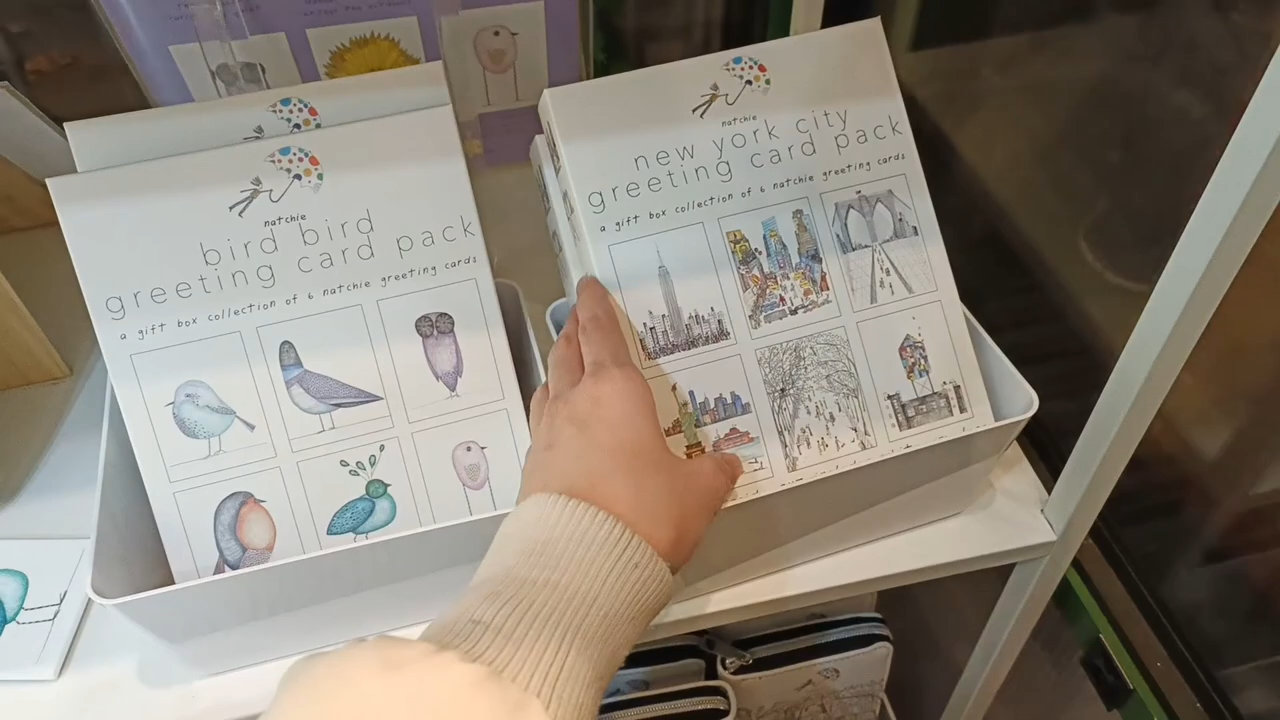 natchie
bird bird
greeting card pack
a gift box collection of 6 natchie greeting cards
natchie
new york city
greeting card pack
a gift box collection of 6 natchie greeting cards